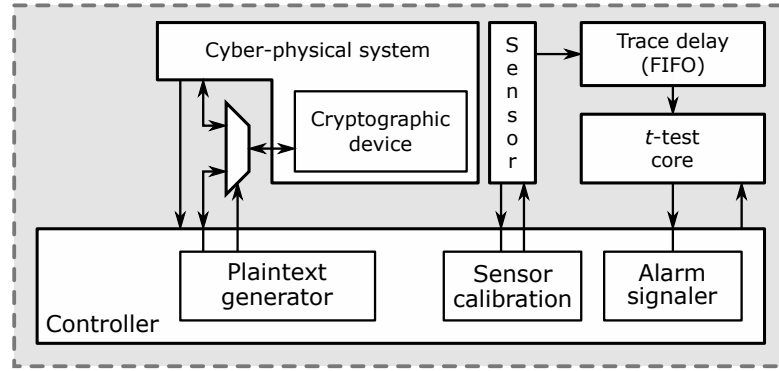 Cyber-physical system
Cryptographic
device
S
e
n
s
o
r
Trace delay
(FIFO)
t-test
core
Plaintext
generator
Sensor
calibration
Alarm
signaler
Controller